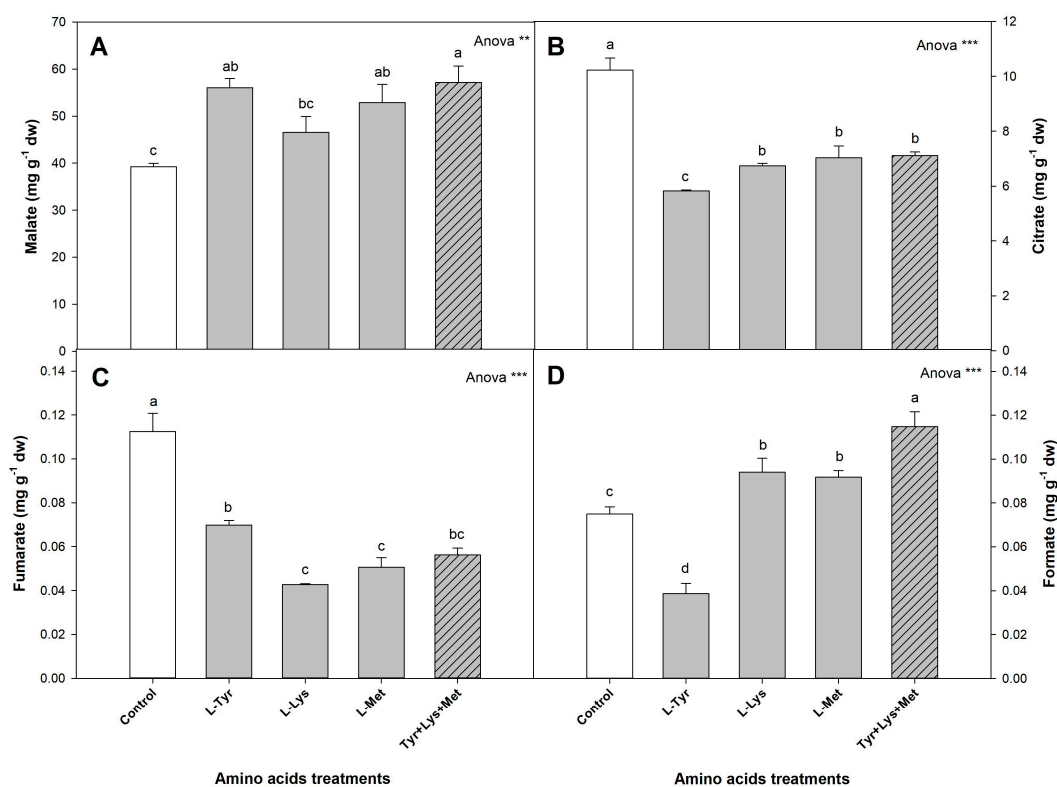 A
Anova **
Malate (mg g-1 dw)
70
60
50
40
30
20
10
0
c
ab
bc
ab
a
B
Anova ***
Citrate (mg g-1 dw)
12
10
8
6
4
2
0
a
c
b
b
b
C
Anova ***
Fumarate (mg g-1 dw)
0.14
0.12
0.10
0.08
0.06
0.04
0.02
0.00
a
b
c
c
bc
Control
L-Tyr
L-Lys
L-Met
Tyr+Lys+Met
Amino acids treatments
D
Anova ***
Formate (mg g-1 dw)
0.14
0.12
0.10
0.08
0.06
0.04
0.02
0.00
c
d
b
b
a
Control
L-Tyr
L-Lys
L-Met
Tyr+Lys+Met
Amino acids treatments